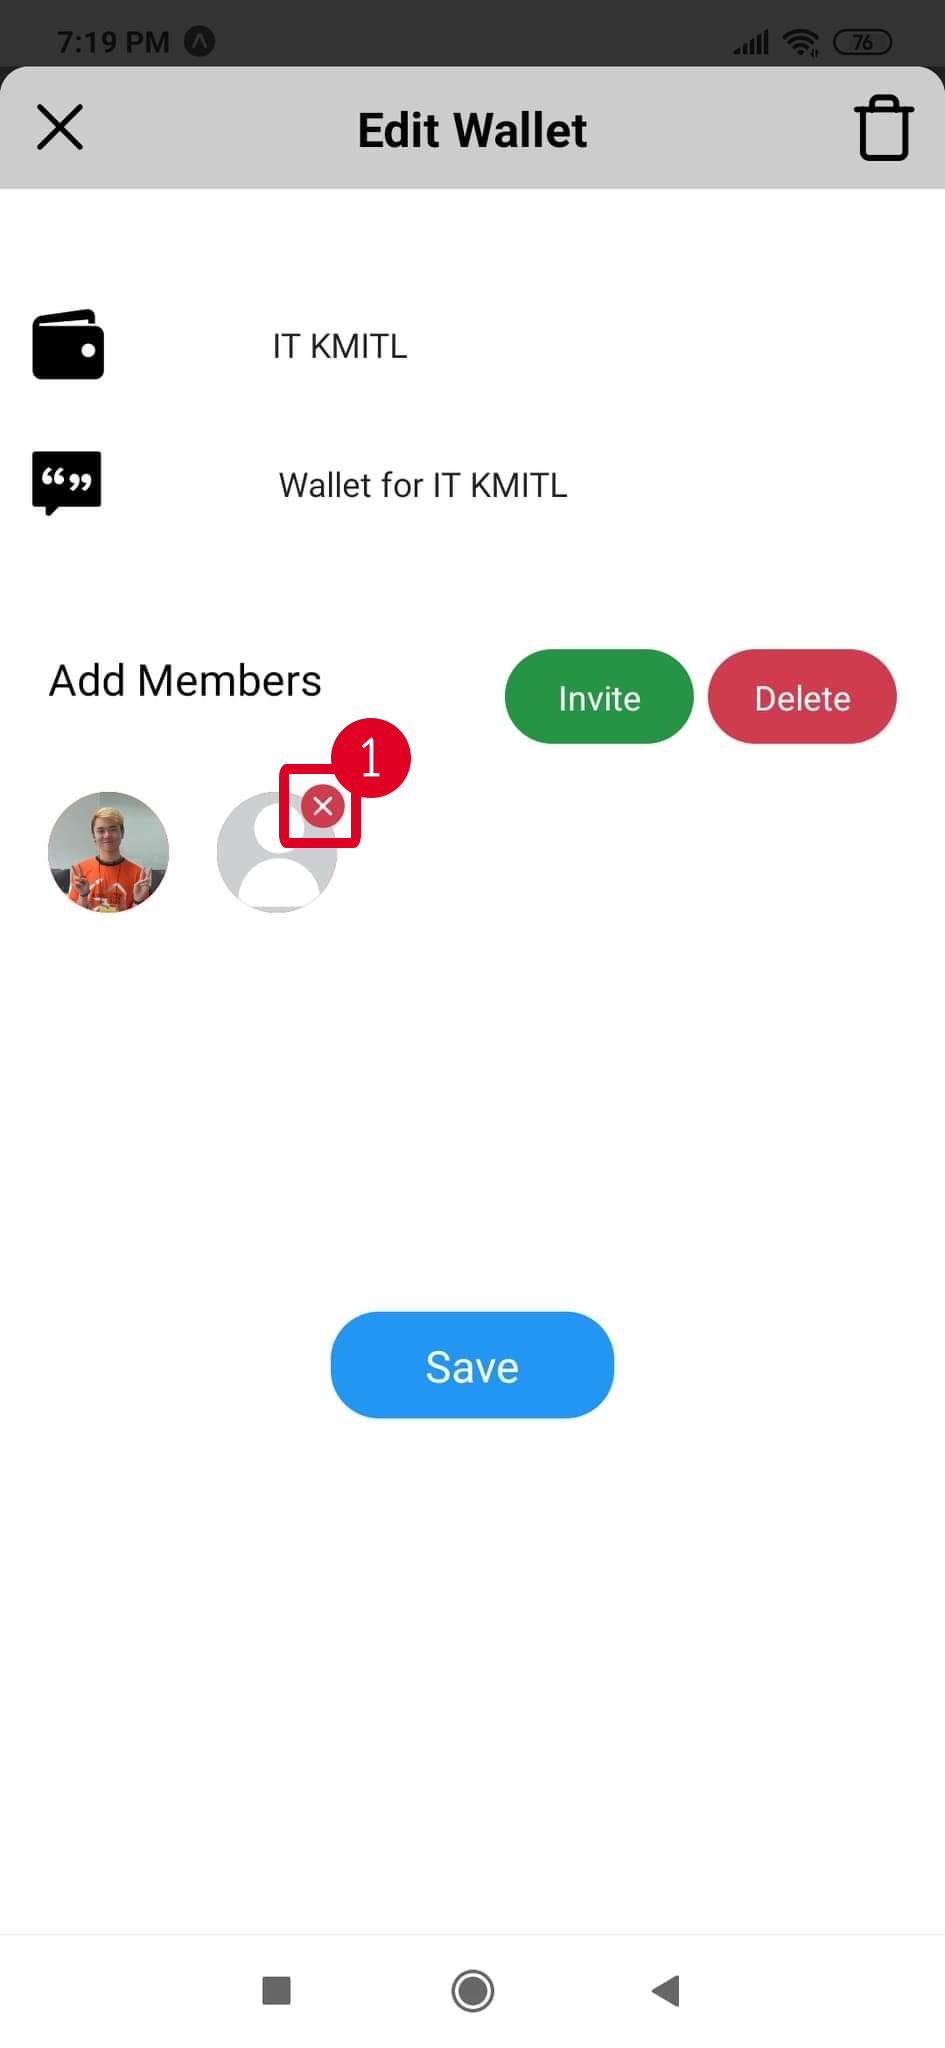 7:19 PM
76
Edit Wallet
IT KMITL
Wallet for IT KMITL
Add Members
Invite
Delete
1
Save